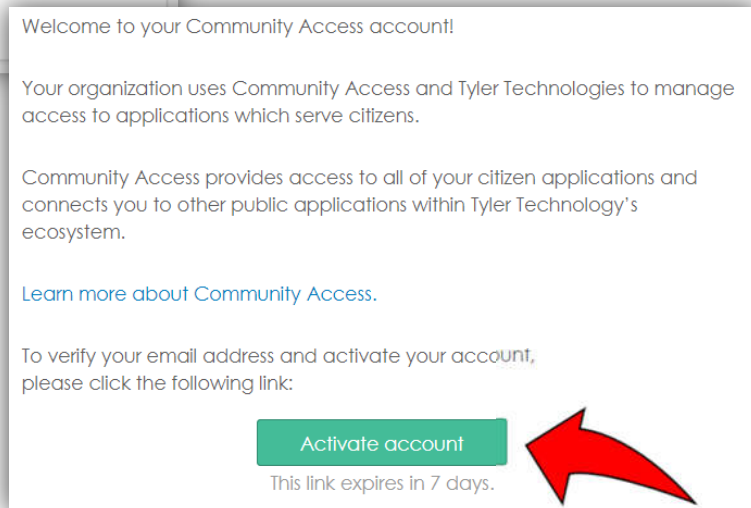 Welcome to your Community Access account!
Your organization uses Community Access and Tyler Technologies to manage
access to applications which serve citizens.
Community Access provides access to all of your citizen applications and
connects you to other public applications within Tyler Technology's
ecosystem.
Learn more about Community Access.
To verify your email address and activate your account,
please click the following link:
Activate account
This link expires in 7 days.